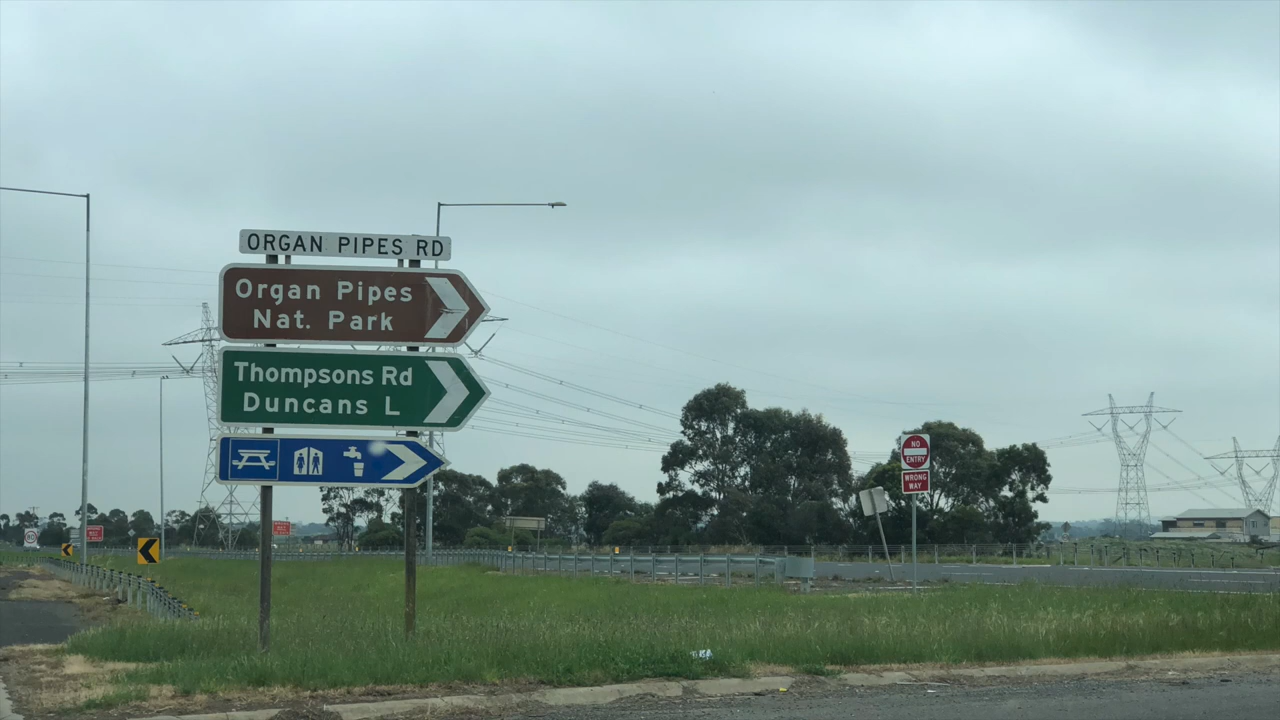 ORGAN PIPES RD
Organ Pipes
Nat. Park
Thompsons Rd
Duncans L
NO
ENTRY
WRONG
WAY